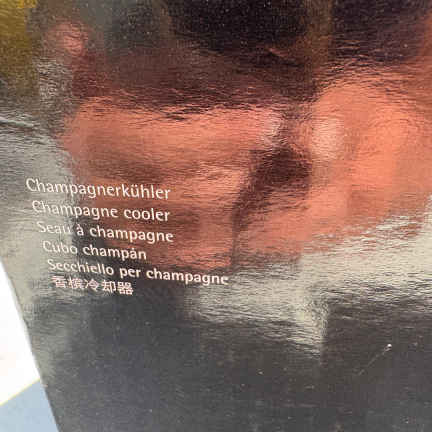 Champagnerkühler
Champagne cooler
Seau à champagne
Cubo champán
Secchiello per champagne
香槟冷却器